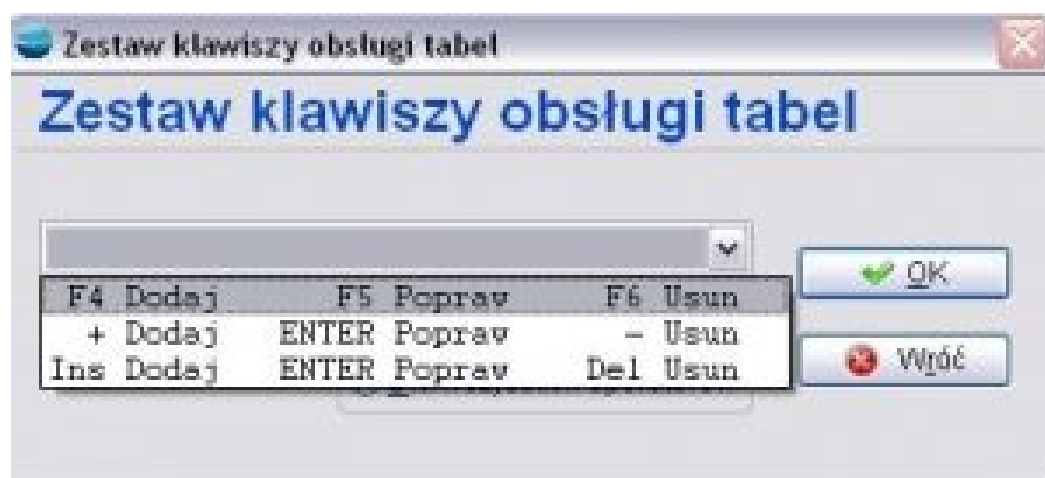 Zestaw klawiszy obsługi tabel
Zestaw klawiszy obsługi tabel
F4 Dodaj F5 Popraw F6 Usun
+ Dodaj ENTER Popraw - Usun
Ins Dodaj ENTER Popraw Del Usun
OK
Wróć